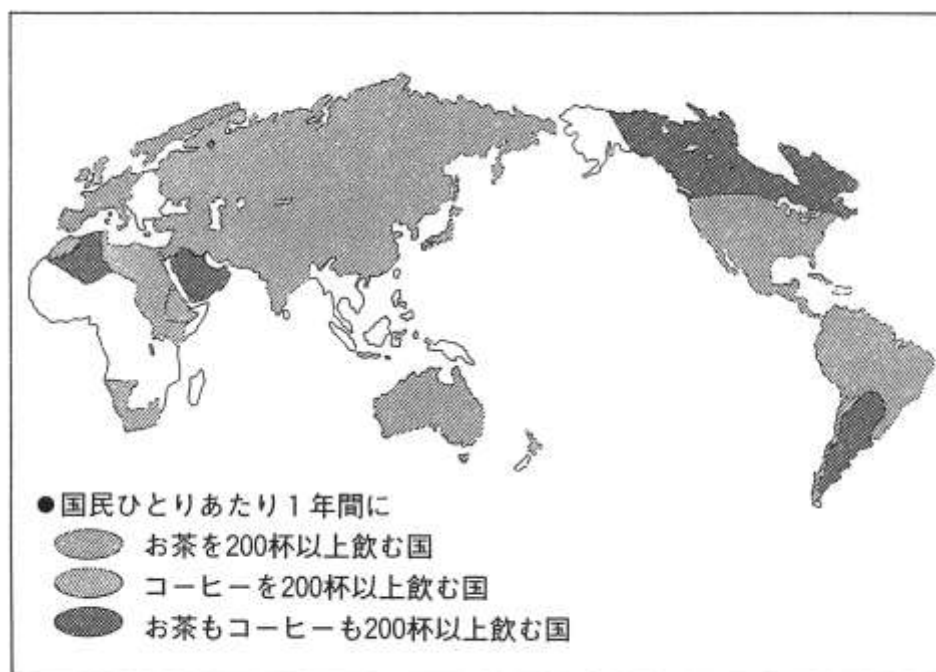 ●国民ひとりあたり1年間に
お茶を200杯以上飲む国
コーヒーを200杯以上飲む国
お茶もコーヒーも200杯以上飲む国